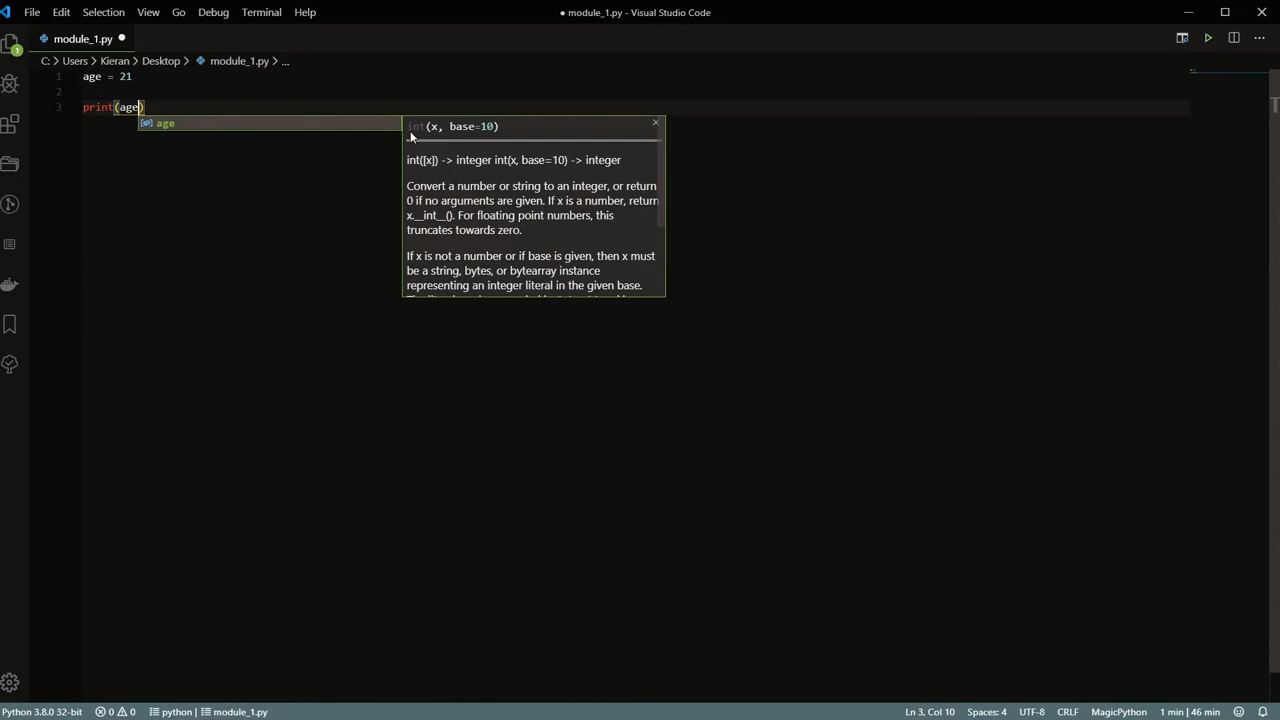 File Edit Selection View Go Debug Terminal Help
● module_1.py - Visual Studio Code
1
module_1.py ●
C: > Users > Kieran > Desktop > module_1.py > ...
1 age = 21
2
3 print(age)
age
int(x, base=10)
int([x]) -> integer int(x, base=10) -> integer
Convert a number or string to an integer, or return
0 if no arguments are given. If x is a number, return
x.__int__(). For floating point numbers, this
truncates towards zero.
If x is not a number or if base is given, then x must
be a string, bytes, or bytearray instance
representing an integer literal in the given base.
Python 3.8.0 32-bit 0 0 python | module_1.py Ln 3, Col 10 Spaces: 4 UTF-8 CRLF MagicPython 1 min | 46 min